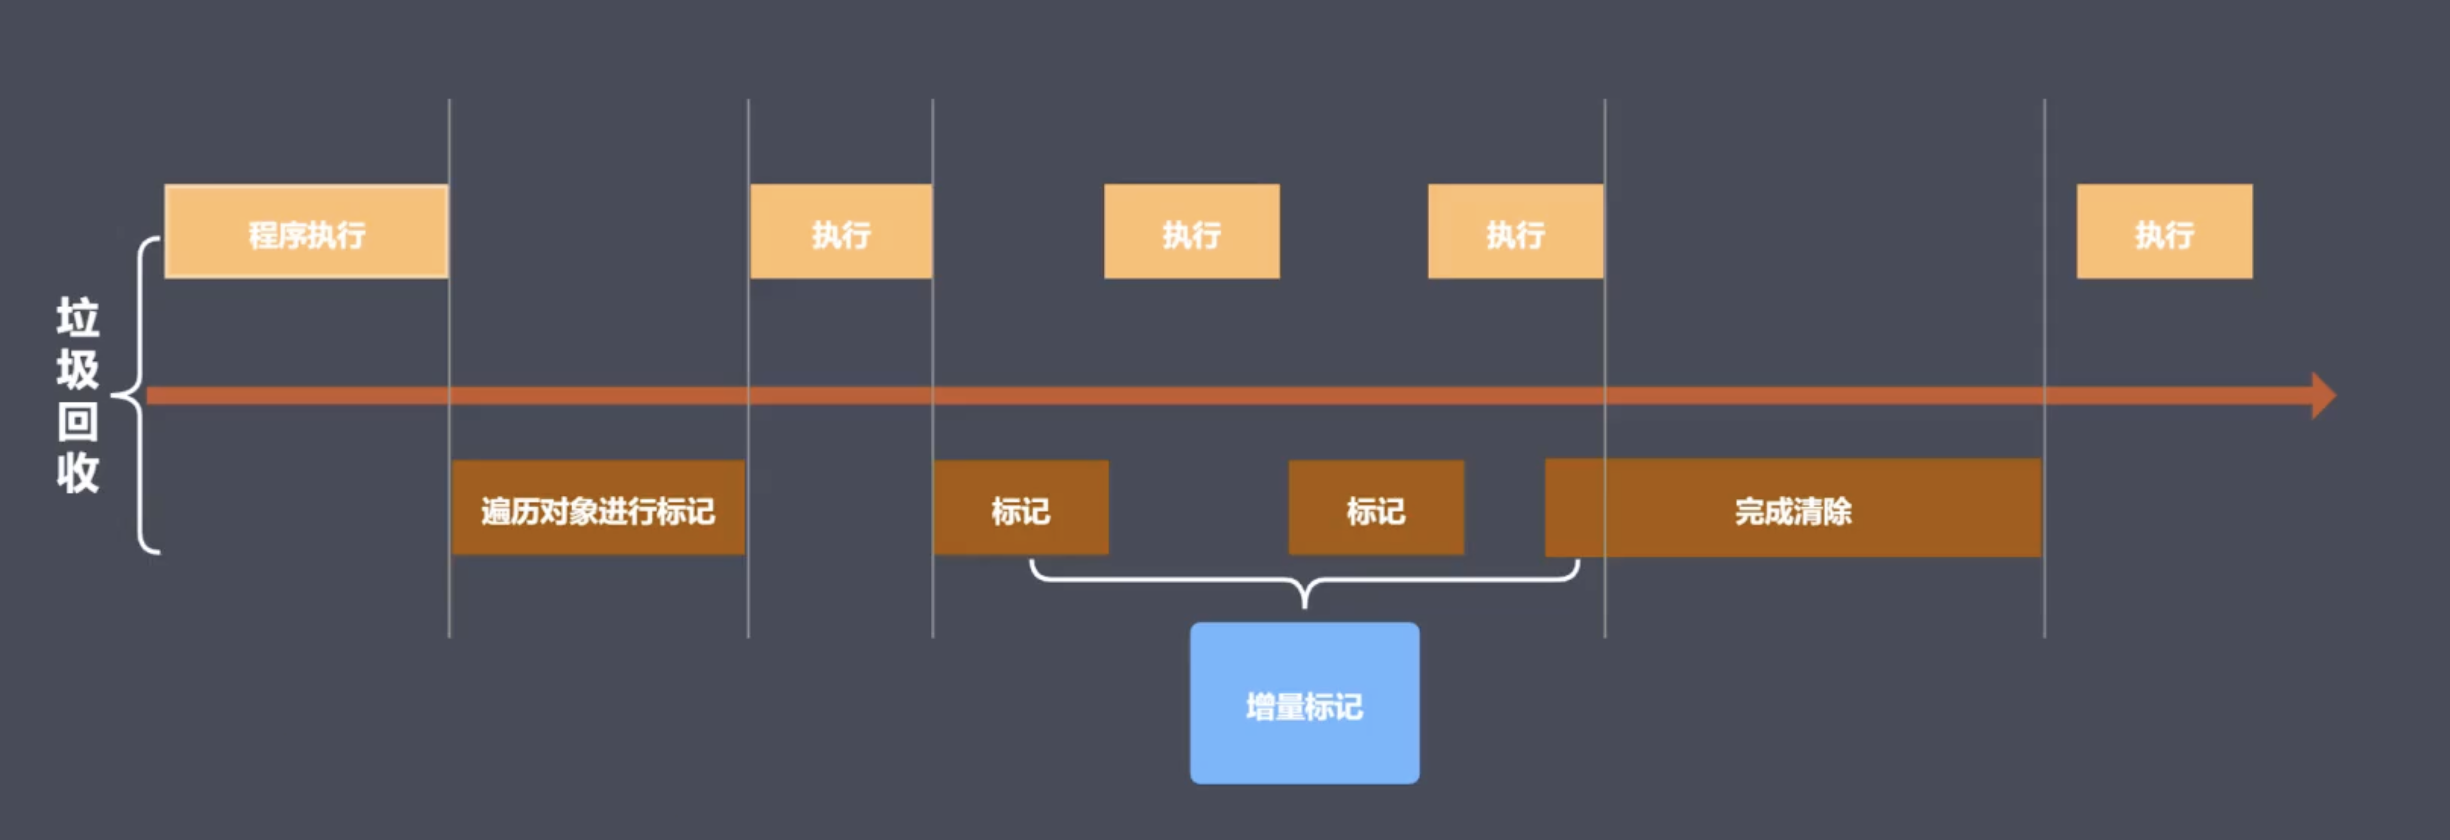 垃圾回收
程序执行
执行
执行
执行
执行
遍历对象进行标记
标记
标记
完成清除
增量标记